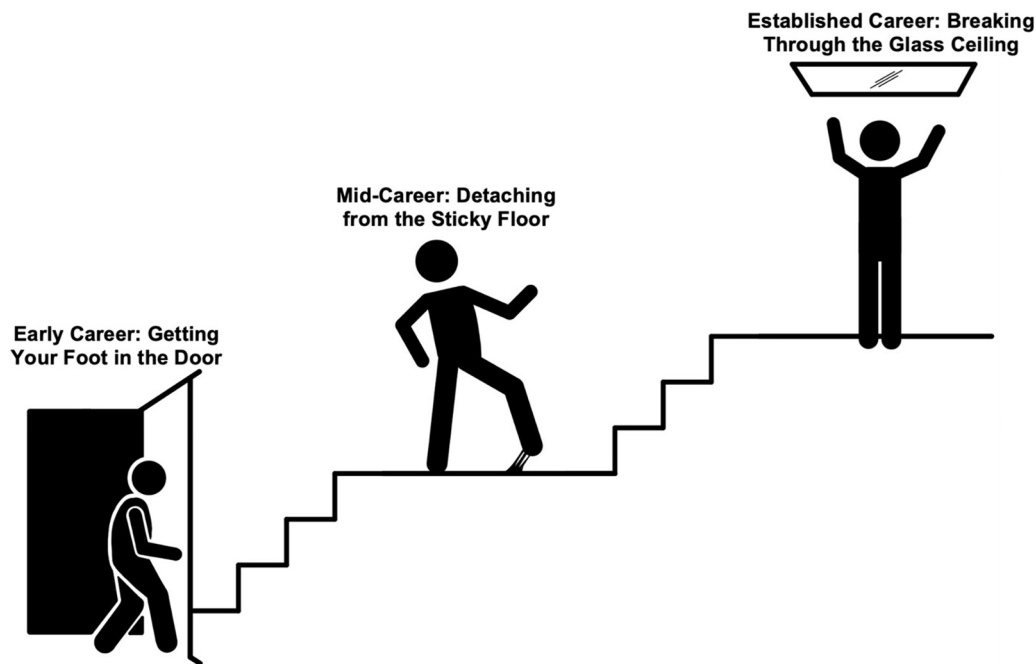 Established Career: Breaking
Through the Glass Ceiling
Mid-Career: Detaching
from the Sticky Floor
Early Career: Getting
Your Foot in the Door